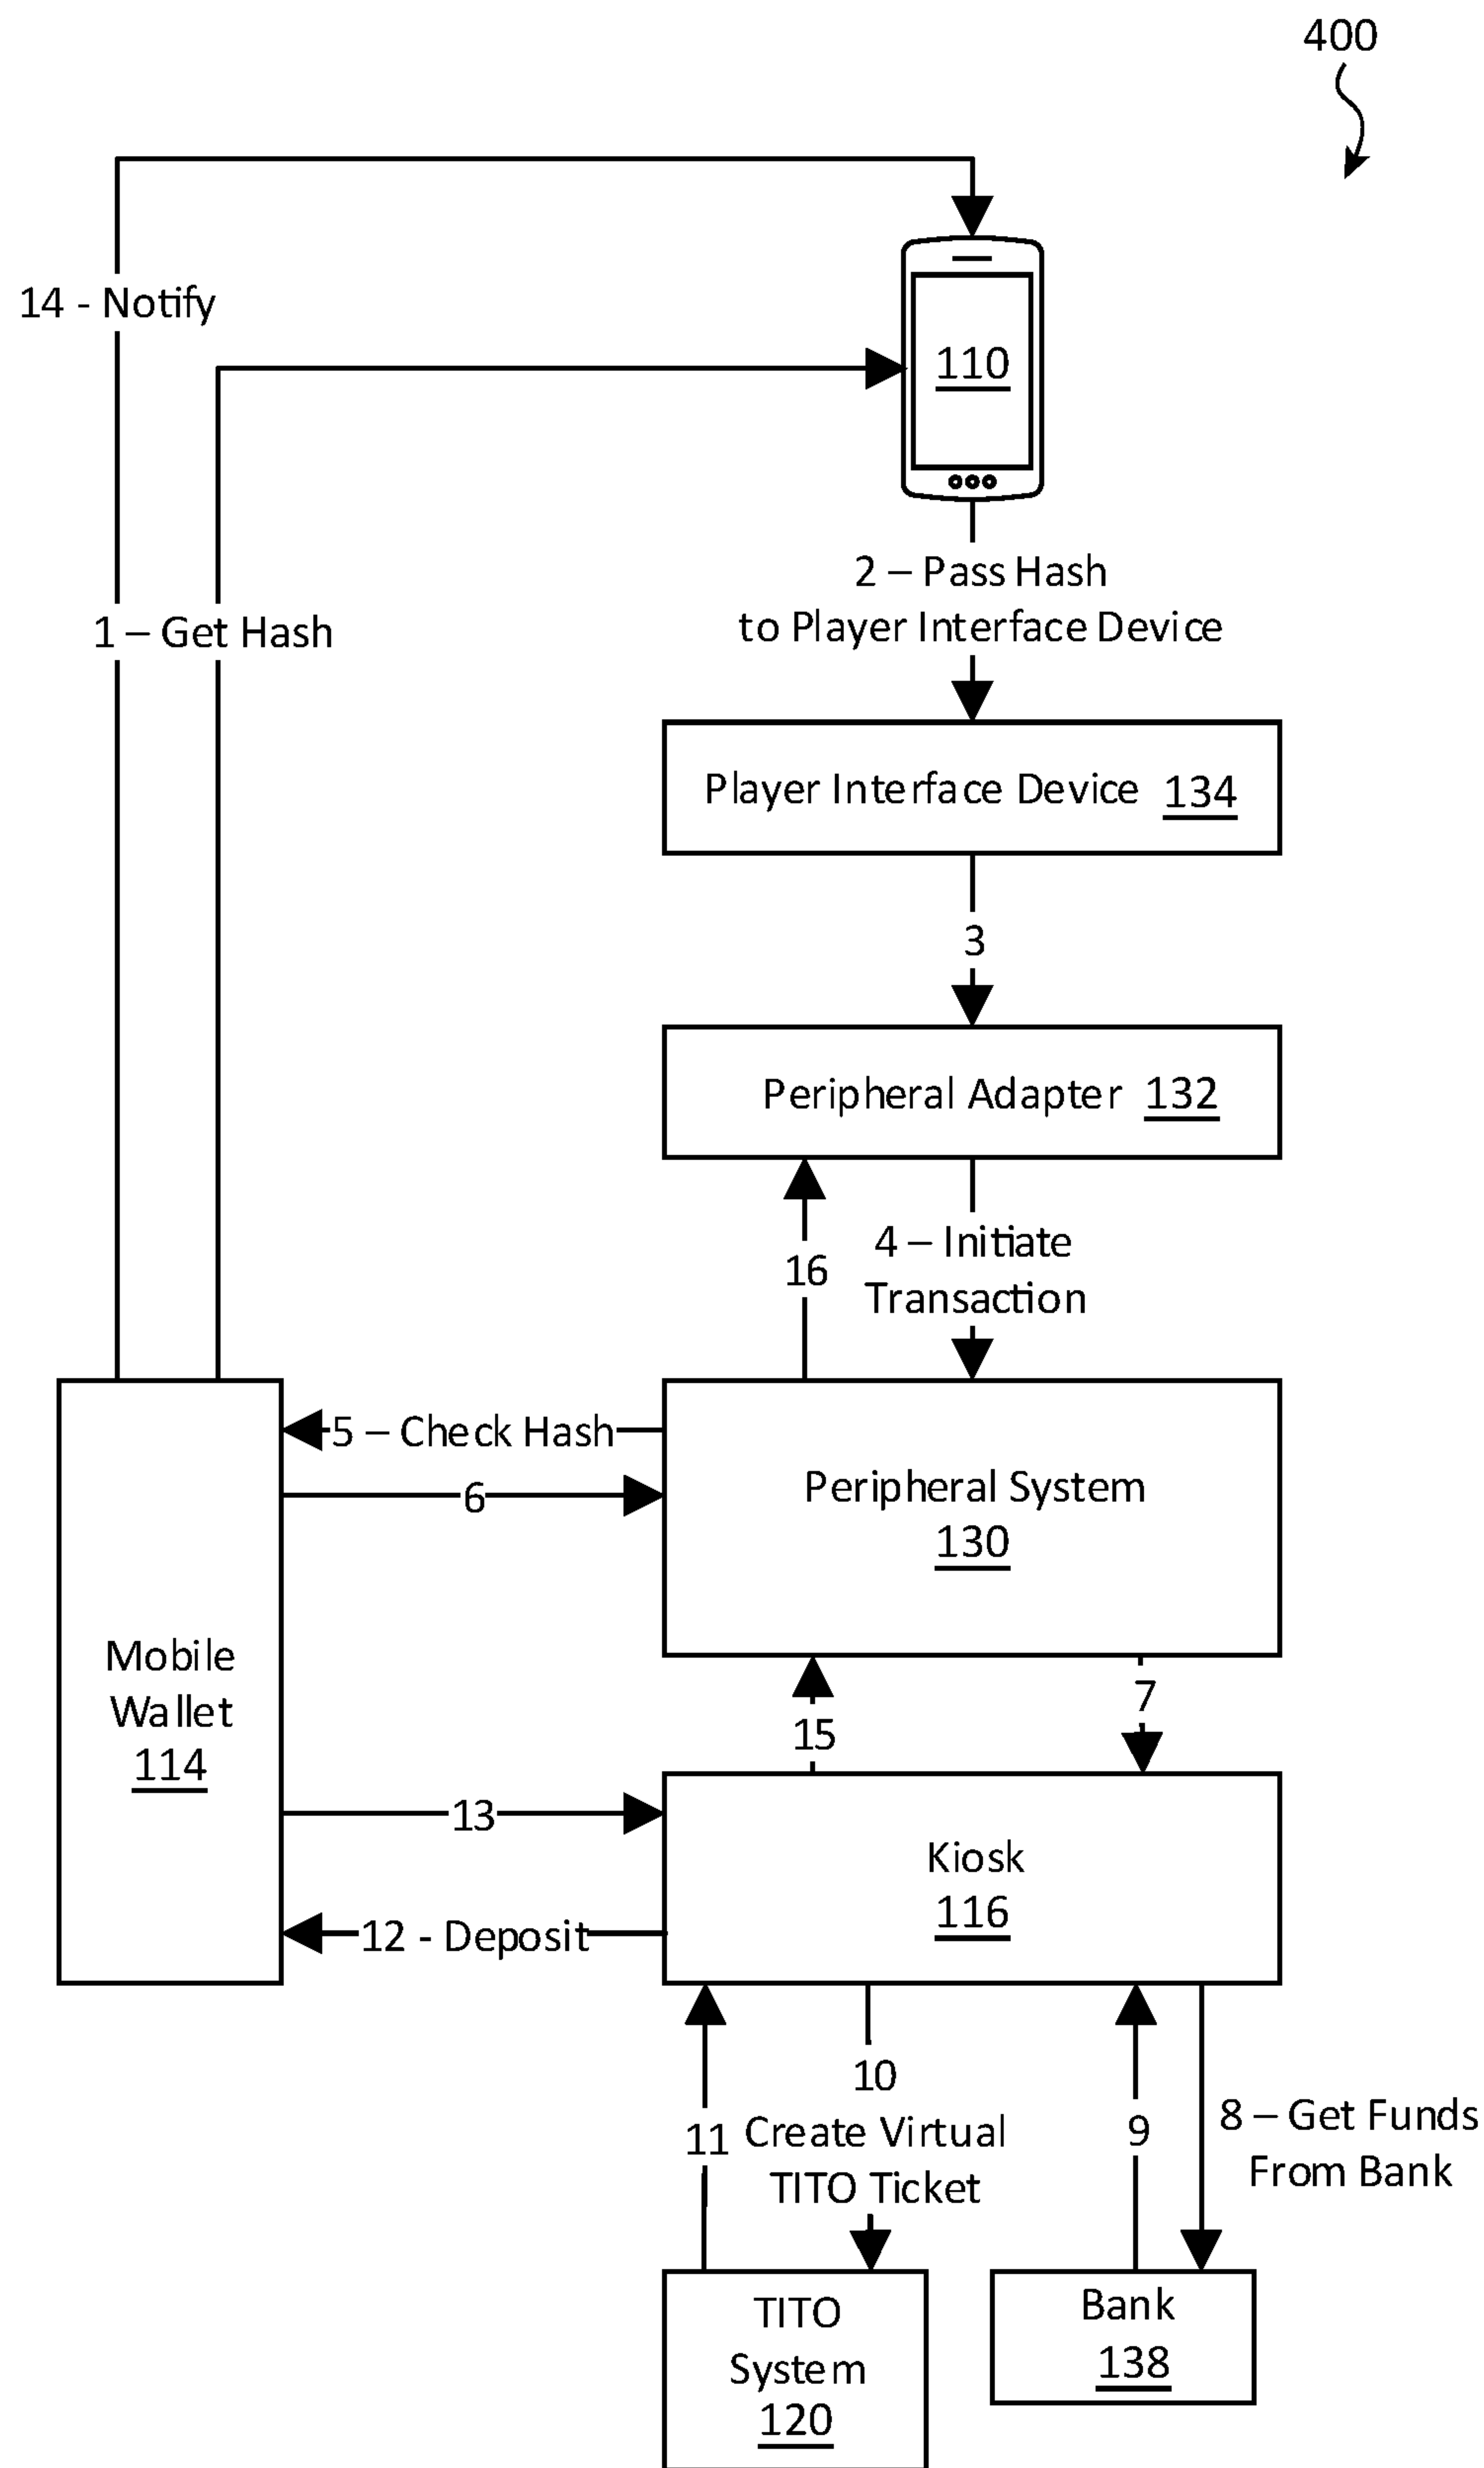 400
14 - Notify
110
1 – Get Hash
2 – Pass Hash
to Player Interface Device
Player Interface Device 134
3
Peripheral Adapter 132
16
4 – Initiate
Transaction
5 – Check Hash
6
Peripheral System
130
Mobile
Wallet
114
15
7
13
Kiosk
116
12 - Deposit
11
10
Create Virtual
TITO Ticket
9
8 – Get Funds
From Bank
TITO
System
120
Bank
138